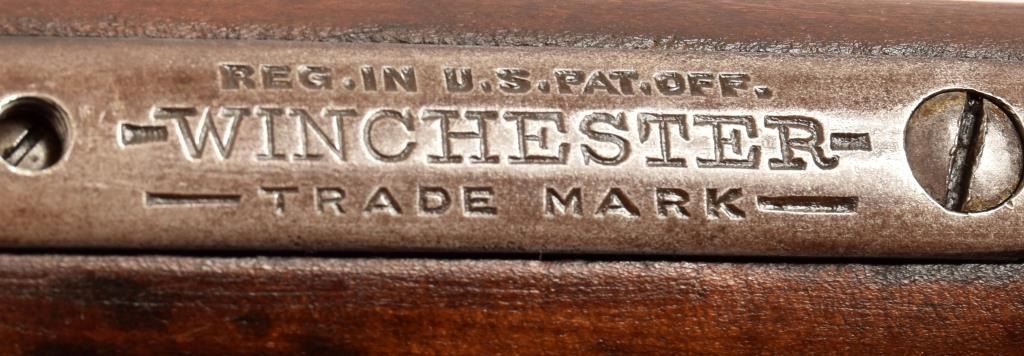 REG.IN U.S.PAT.OFF.
-WINCHESTER-
— TRADE MARK —